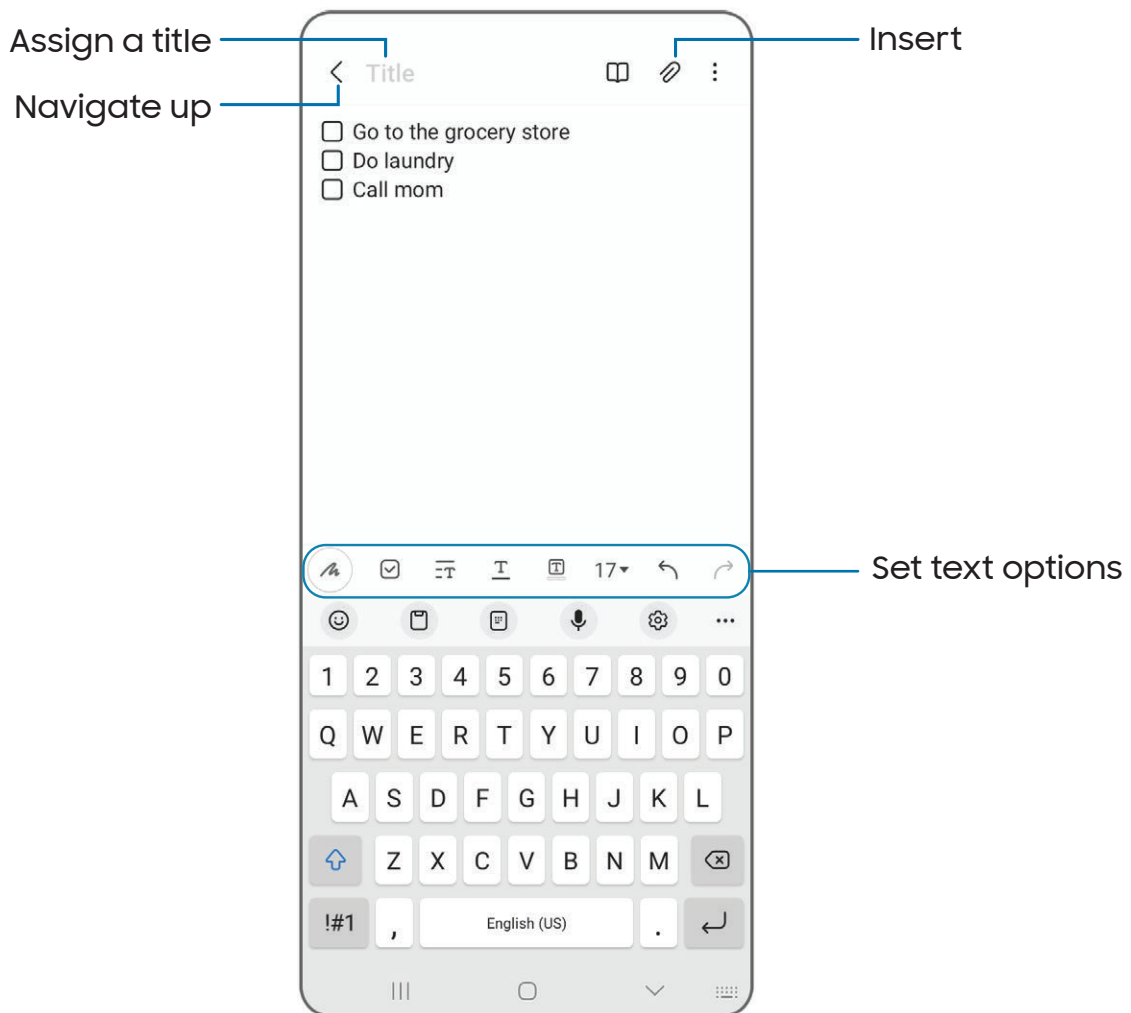 Assign a title
Insert
Title
Navigate up
Go to the grocery store
Do laundry
Call mom
T T T 17
Set text options
1 2 3 4 5 6 7 8 9 0
Q W E R T Y U I O P
A S D F G H J K L
Z X C V B N M
!#1 , English (US) .